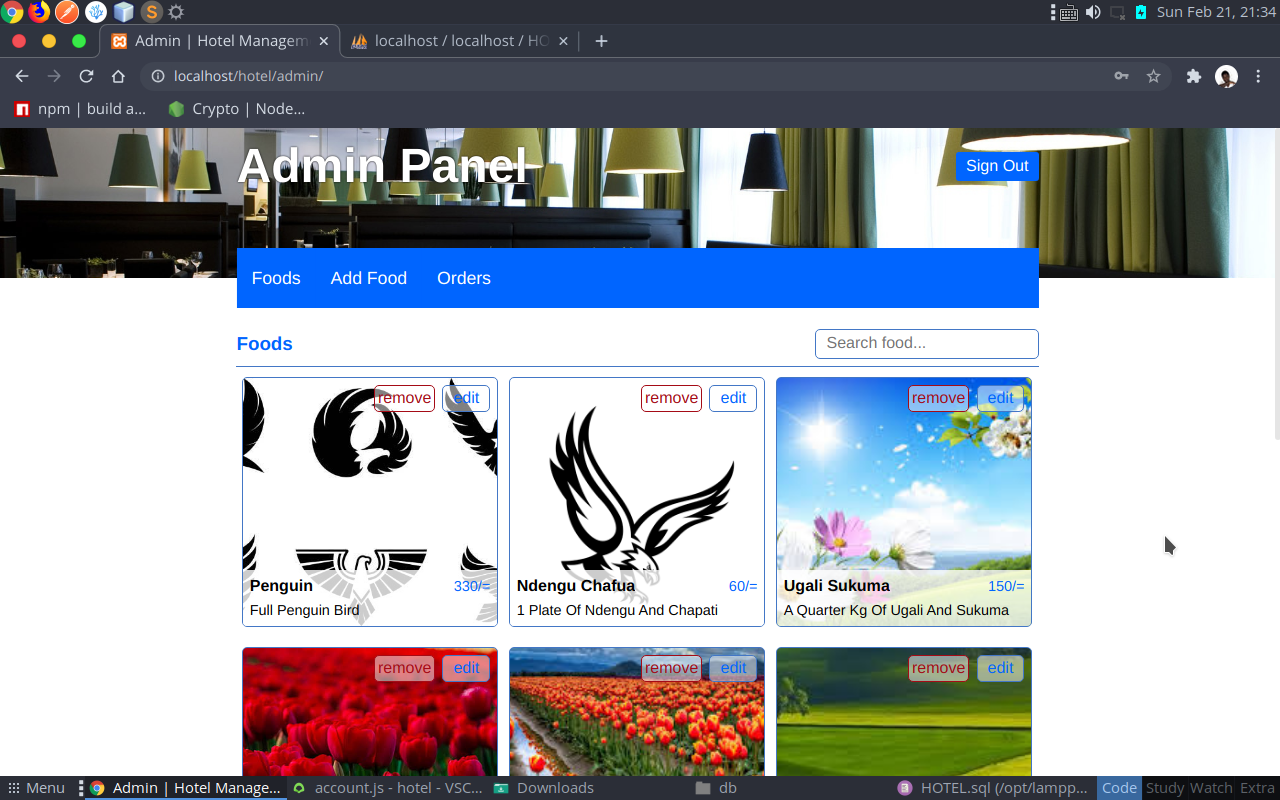 Sun Feb 21, 21:34
Admin | Hotel Managem
localhost / localhost / HO
localhost/hotel/admin/
npm | build a...
Crypto | Node...
Admin Panel
Sign Out
Foods
Add Food
Orders
Foods
Search food...
remove
edit
remove
edit
remove
edit
Penguin
330/=
Full Penguin Bird
Ndengu Chafua
60/=
1 Plate Of Ndengu And Chapati
Ugali Sukuma
150/=
A Quarter Kg Of Ugali And Sukuma
remove
edit
remove
edit
remove
edit
Menu
Admin | Hotel Manage...
account.js - hotel - VSC...
Downloads
db
HOTEL.sql (/opt/lampp...
Code
Study
Watch
Extra